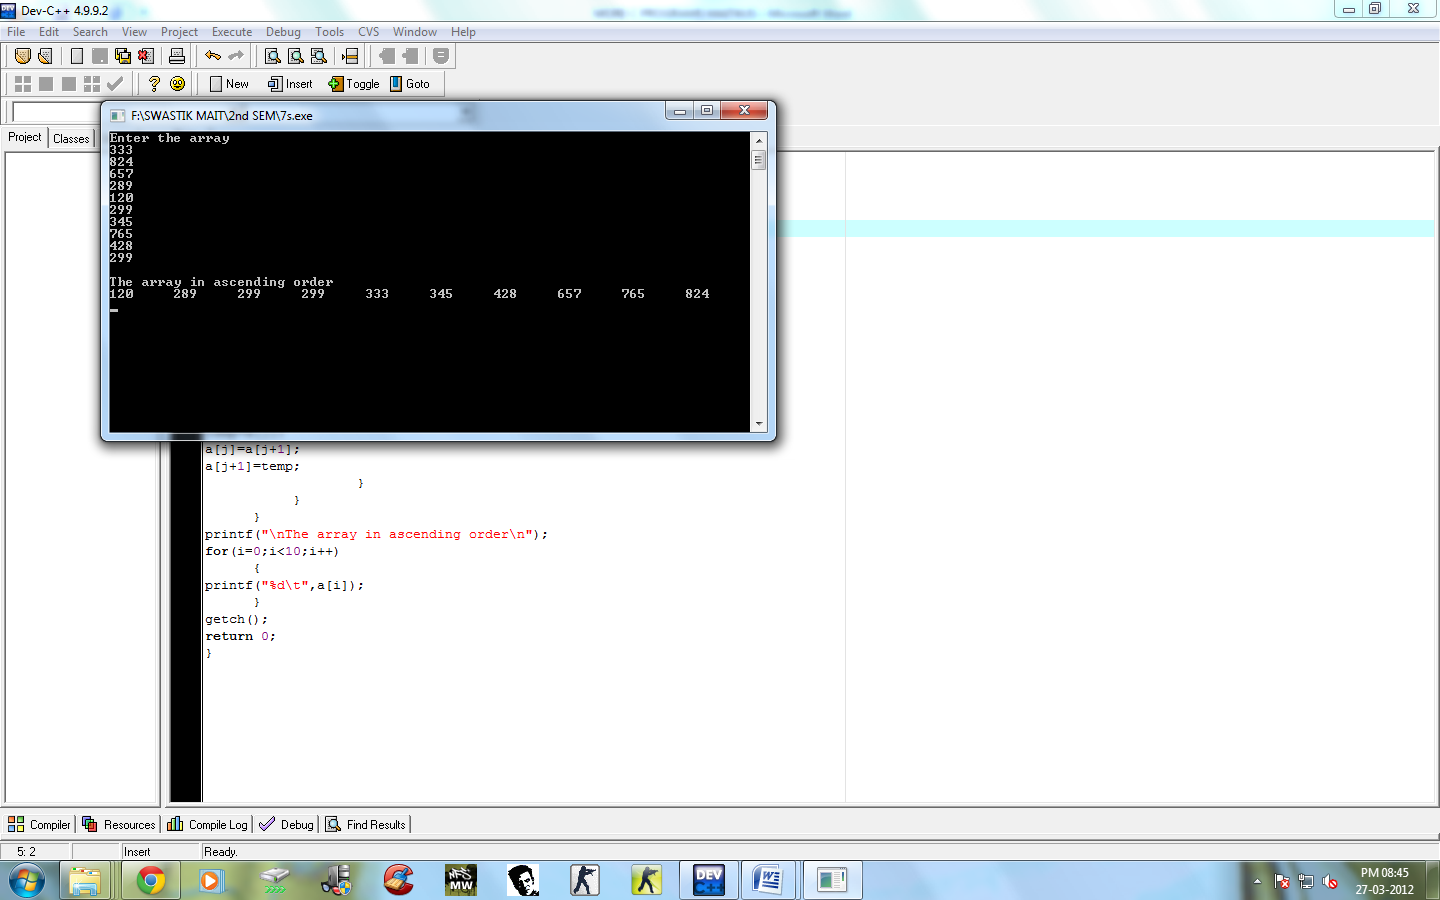 Dev-C++ 4.9.9.2
File Edit Search View Project Execute Debug Tools CVS Window Help
New Insert Toggle Goto
F:\SWASTIK MAIT\2nd SEM\7s.exe
Project Classes
Enter the array
333
824
657
289
120
299
345
765
428
299
The array in ascending order
120 289 299 299 333 345 428 657 765 824
a[j]=a[j+1];
a[j+1]=temp;
}
}
}
printf("\nThe array in ascending order\n");
for(i=0;i<10;i++)
{
printf("%d\t",a[i]);
}
getch();
return 0;
}
Compiler Resources Compile Log Debug Find Results
5: 2 Insert Ready.
NFS
MW
DEV
C++
W
PM 08:45
27-03-2012